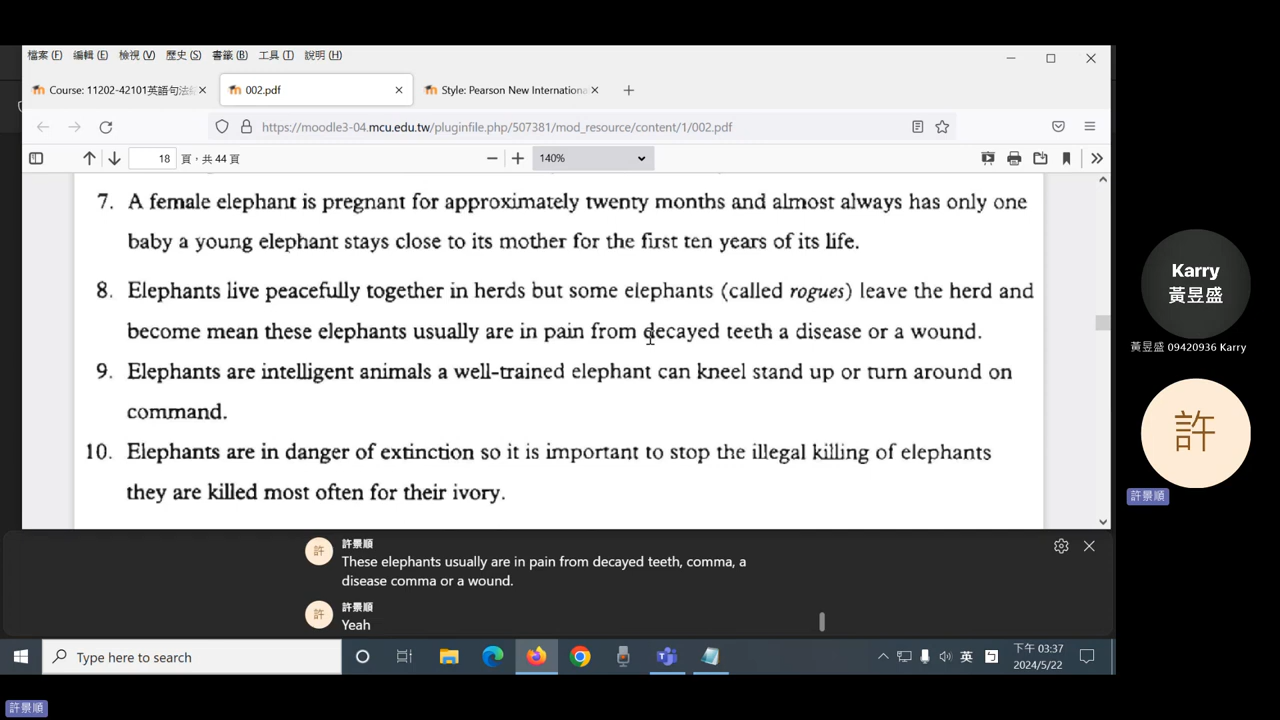 檔案(F) 編輯(E) 檢視(V) 歷史(S) 書籤(B) 工具(T) 說明(H)
Course: 11202-42101英語句法
002.pdf
Style: Pearson New Internationa
https://moodle3-04.mcu.edu.tw/pluginfile.php/507381/mod_resource/content/1/002.pdf
18 頁，共 44 頁
140%
7. A female elephant is pregnant for approximately twenty months and almost always has only one
baby a young elephant stays close to its mother for the first ten years of its life.
8. Elephants live peacefully together in herds but some elephants (called rogues) leave the herd and
become mean these elephants usually are in pain from decayed teeth a disease or a wound.
9. Elephants are intelligent animals a well-trained elephant can kneel stand up or turn around on
command.
10. Elephants are in danger of extinction so it is important to stop the illegal killing of elephants
they are killed most often for their ivory.
許
許景順
These elephants usually are in pain from decayed teeth, comma, a
disease comma or a wound.
許
許景順
Yeah
Karry
黃昱盛
黃昱盛 09420936 Karry
許
許景順
Type here to search
英
下午 03:37
2024/5/22
許景順